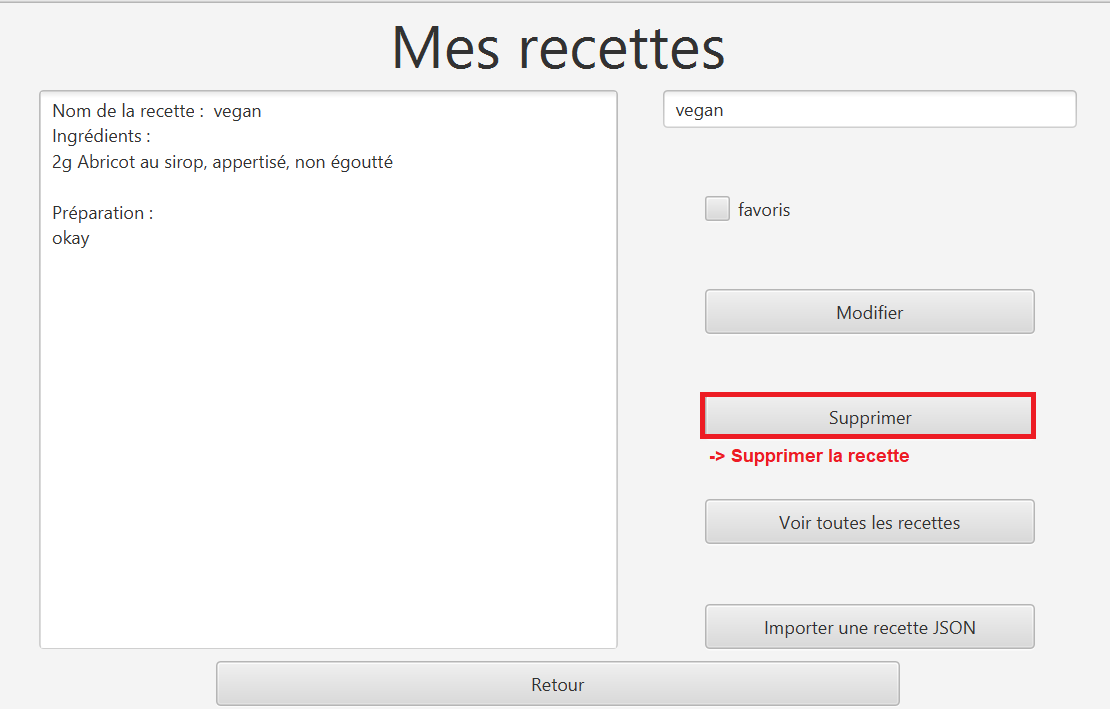 Mes recettes
Nom de la recette :  vegan
Ingrédients :
2g Abricot au sirop, appertisé, non égoutté
Préparation :
okay
vegan
favoris
Modifier
Supprimer
-> Supprimer la recette
Voir toutes les recettes
Importer une recette JSON
Retour